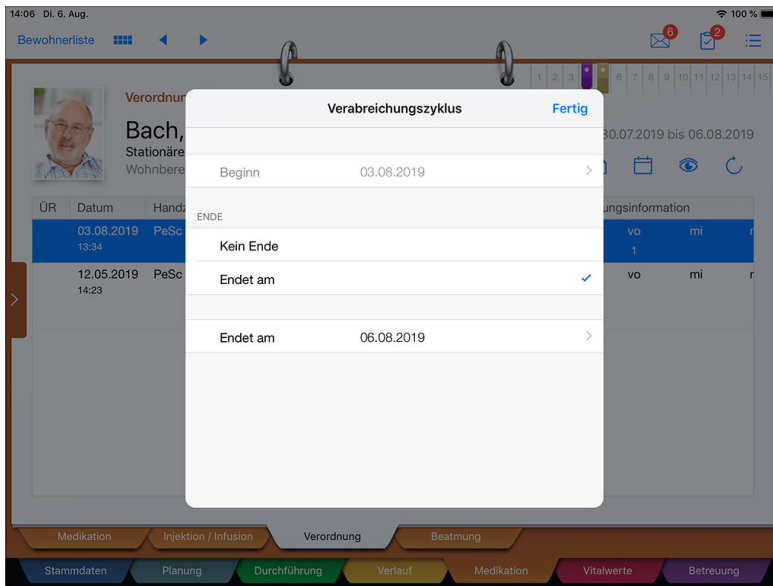 14:06 Di. 6. Aug. 100 %
Bewohnerliste 6 2
1 2 3 6 7 8 9 10 11 12 13 14 15
Verordnun
Bach,
Stationäre
Wohnbere
30.07.2019 bis 06.08.2019
Verabreichungszyklus Fertig
Beginn 03.08.2019
ENDE
Kein Ende
Endet am
Endet am 06.08.2019
ÜR Datum Handz ungsinformation
03.08.2019 PeSc vo mi
13:34 1
12.05.2019 PeSc vo mi
14:23
Medikation Injektion / Infusion Verordnung Beatmung
Stammdaten Planung Durchführung Verlauf Medikation Vitalwerte Betreuung